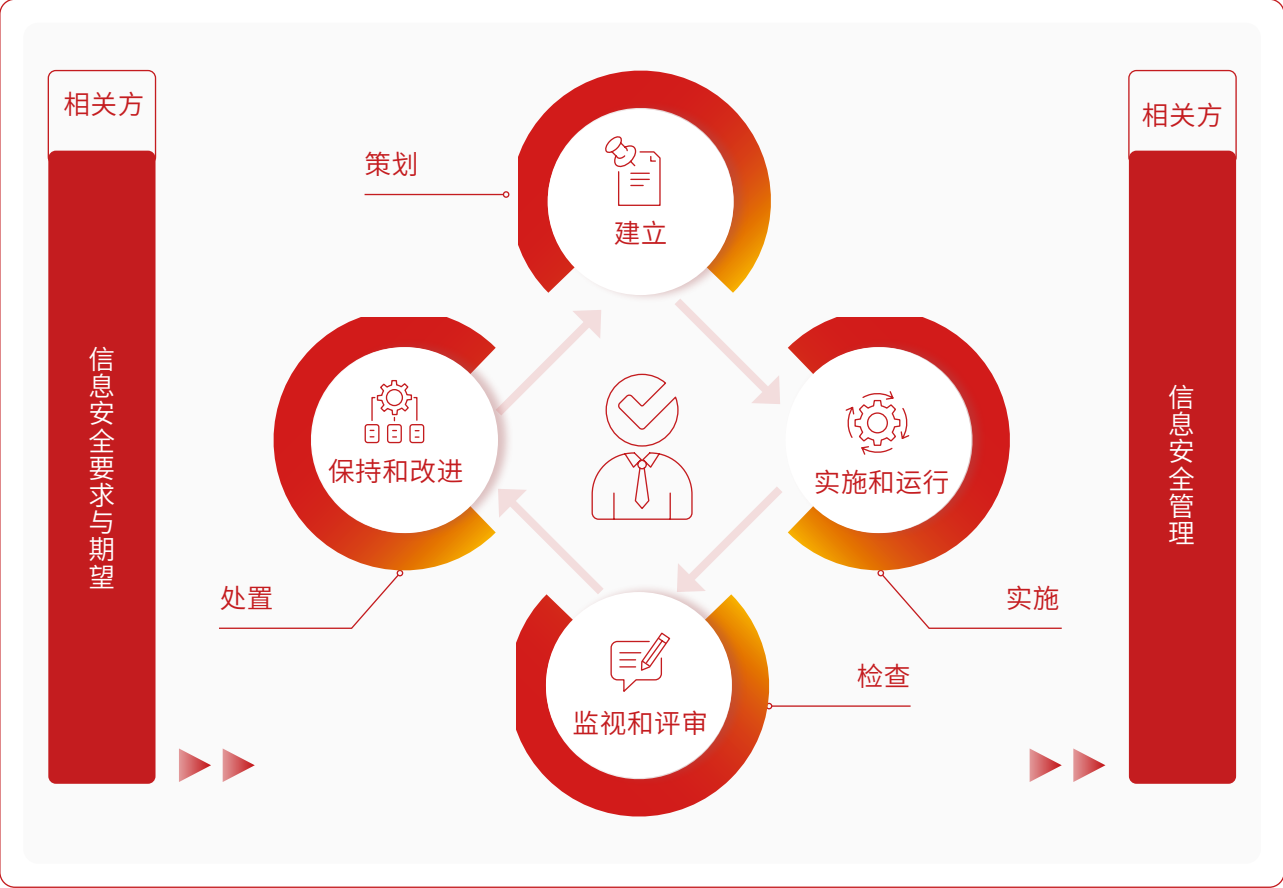 相关方
信息安全要求与期望
策划
建立
保持和改进
实施和运行
处置
实施
检查
监视和评审
相关方
信息安全管理